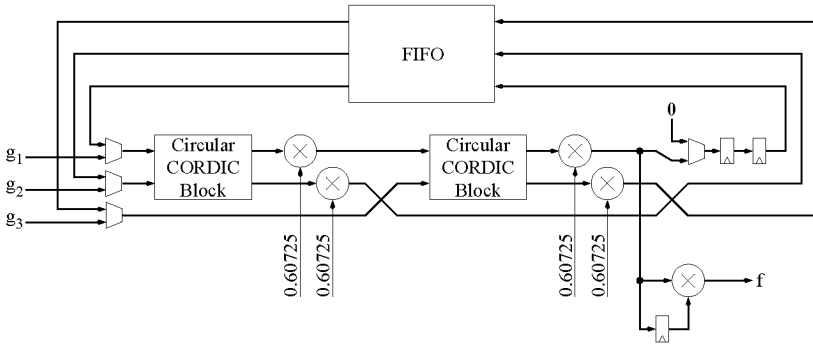 FIFO
0
Circular
CORDIC
Block
Circular
CORDIC
Block
g1
g2
g3
0.60725
0.60725
0.60725
0.60725
f